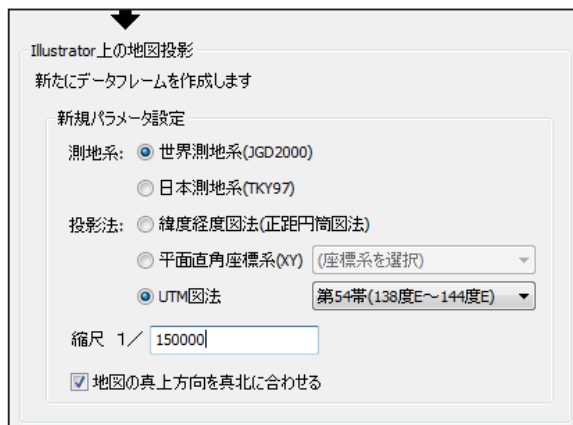 Illustrator上の地図投影
新たにデータフレームを作成します
新規パラメータ設定
測地系: 世界測地系(JGD2000)
日本測地系(TKY97)
投影法: 緯度経度図法(正距円筒図法)
平面直角座標系(XY) (座標系を選択)
UTM図法 第54帯(138度E～144度E)
縮尺 1／ 150000
地図の真上方向を真北に合わせる